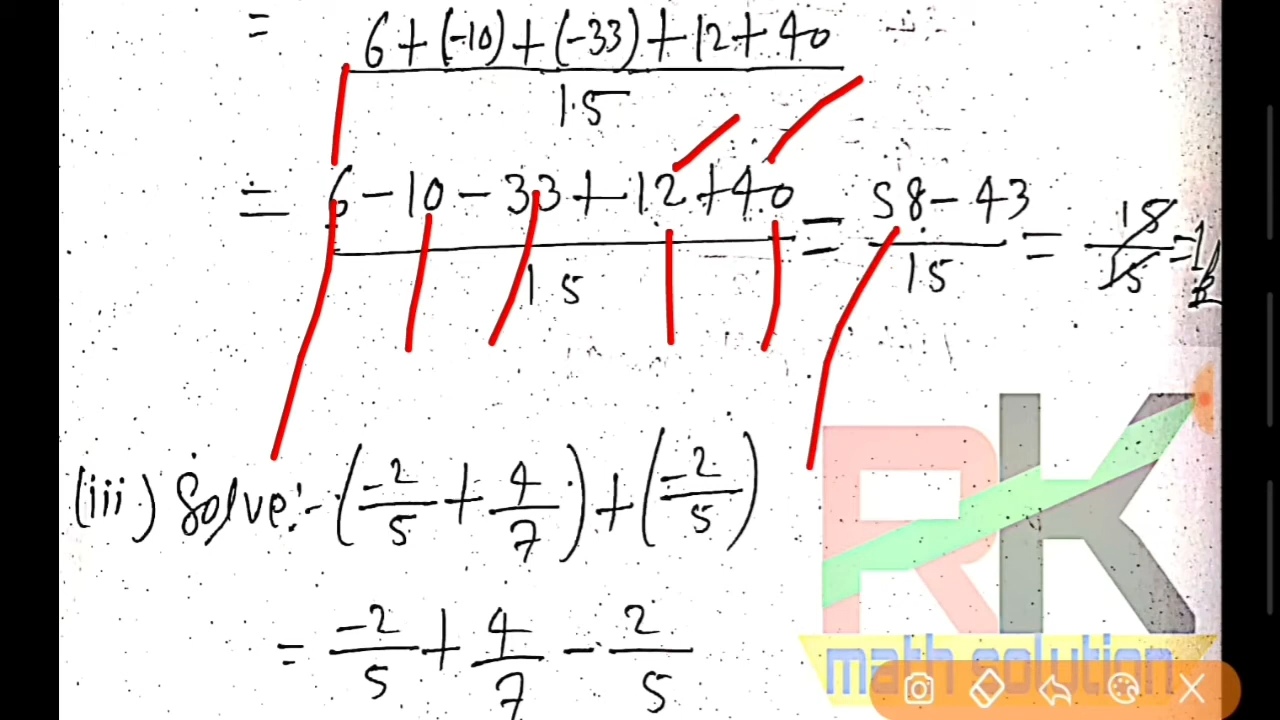 = 6 + (-10) + (-33) + 12 + 40
15
= 6 - 10 - 33 + 12 + 40 = 58 - 43 = 15 = 1
15 15 15
(iii) Solve:- (-2/5 + 4/7) + (-2/5)
= -2/5 + 4/7 - 2/5
RK
math solution